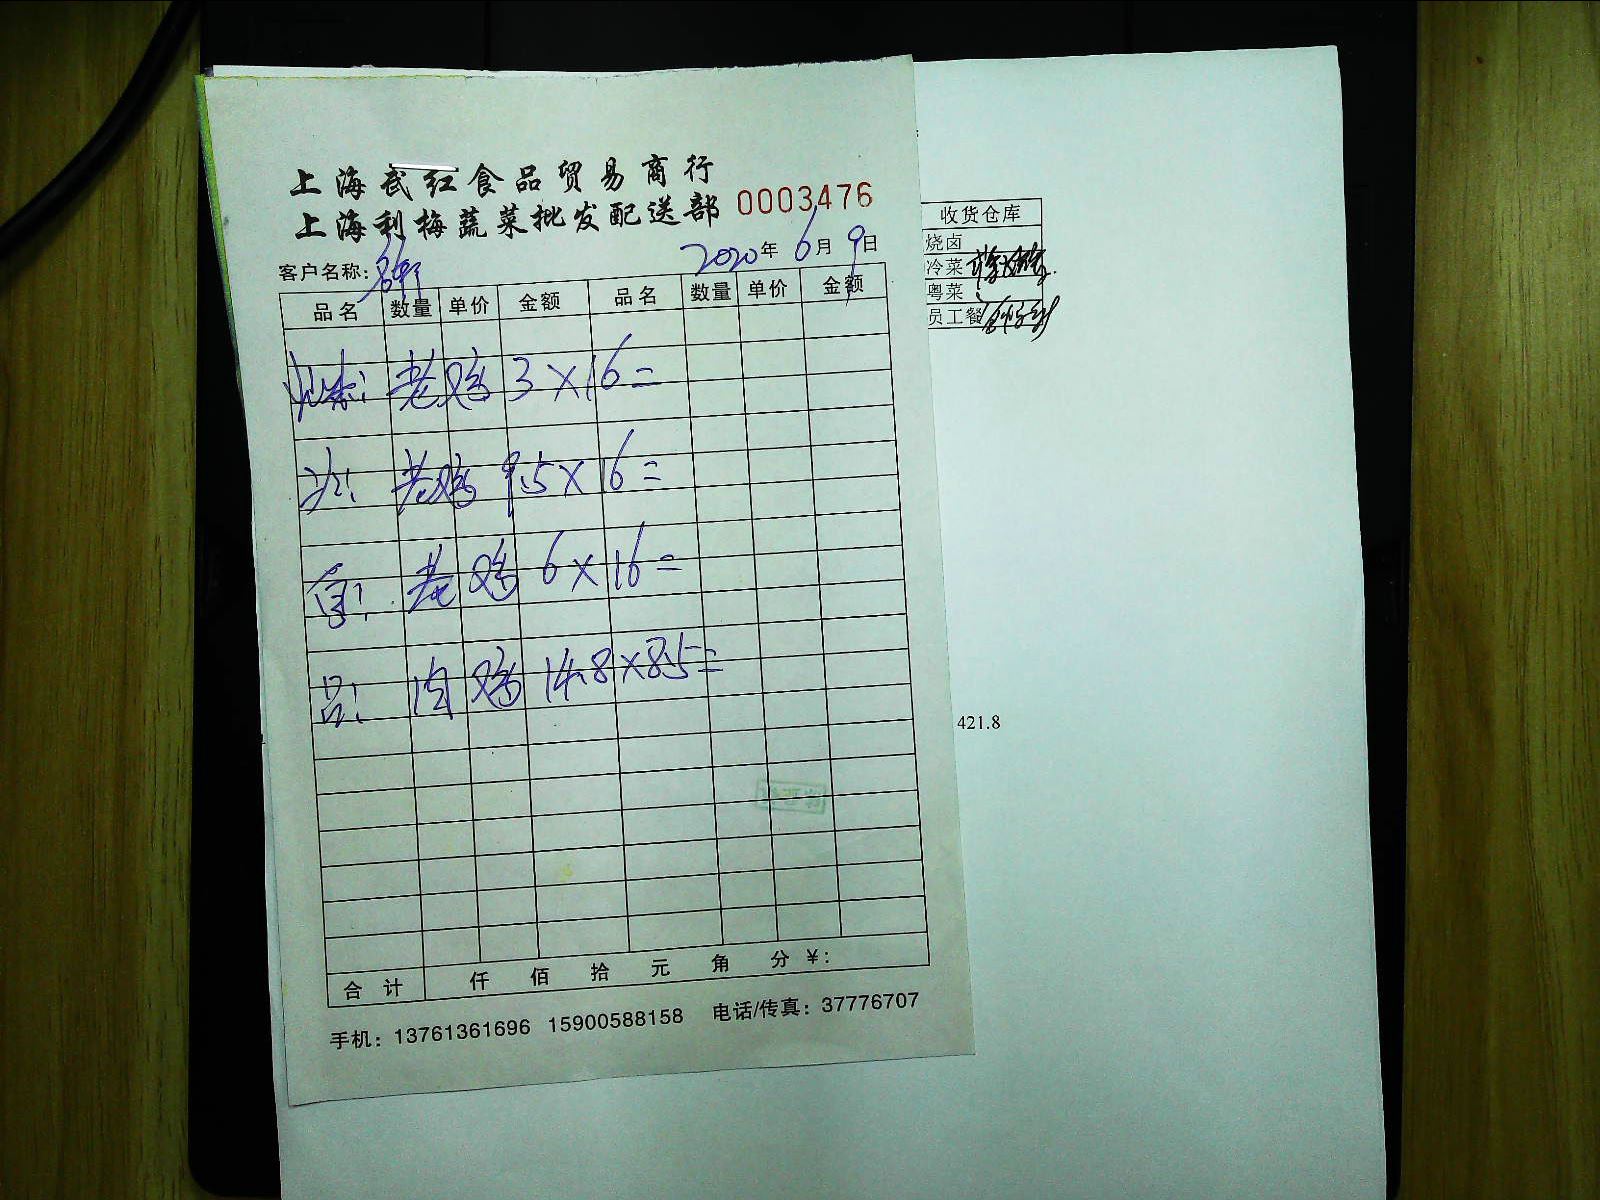 上海武红食品贸易商行
上海利梅蔬菜批发配送部 0003476
客户名称: 2020年6月9日
品名 数量 单价 金额 品名 数量 单价 金额
老鸡 3×16=
老鸡 9.5×16=
老鸡 6×16=
肉鸡 14.8×8.5=
合计 仟 佰 拾 元 角 分 ¥:
手机: 13761361696 15900588158 电话/传真: 37776707
收货仓库
烧卤
冷菜
粤菜
员工餐
421.8